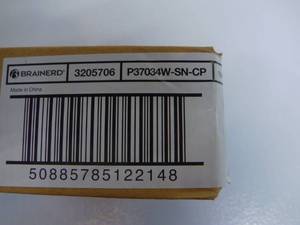 BRAINERD® 3205706 P37034W-SN-CP
Made in China
50885785122148